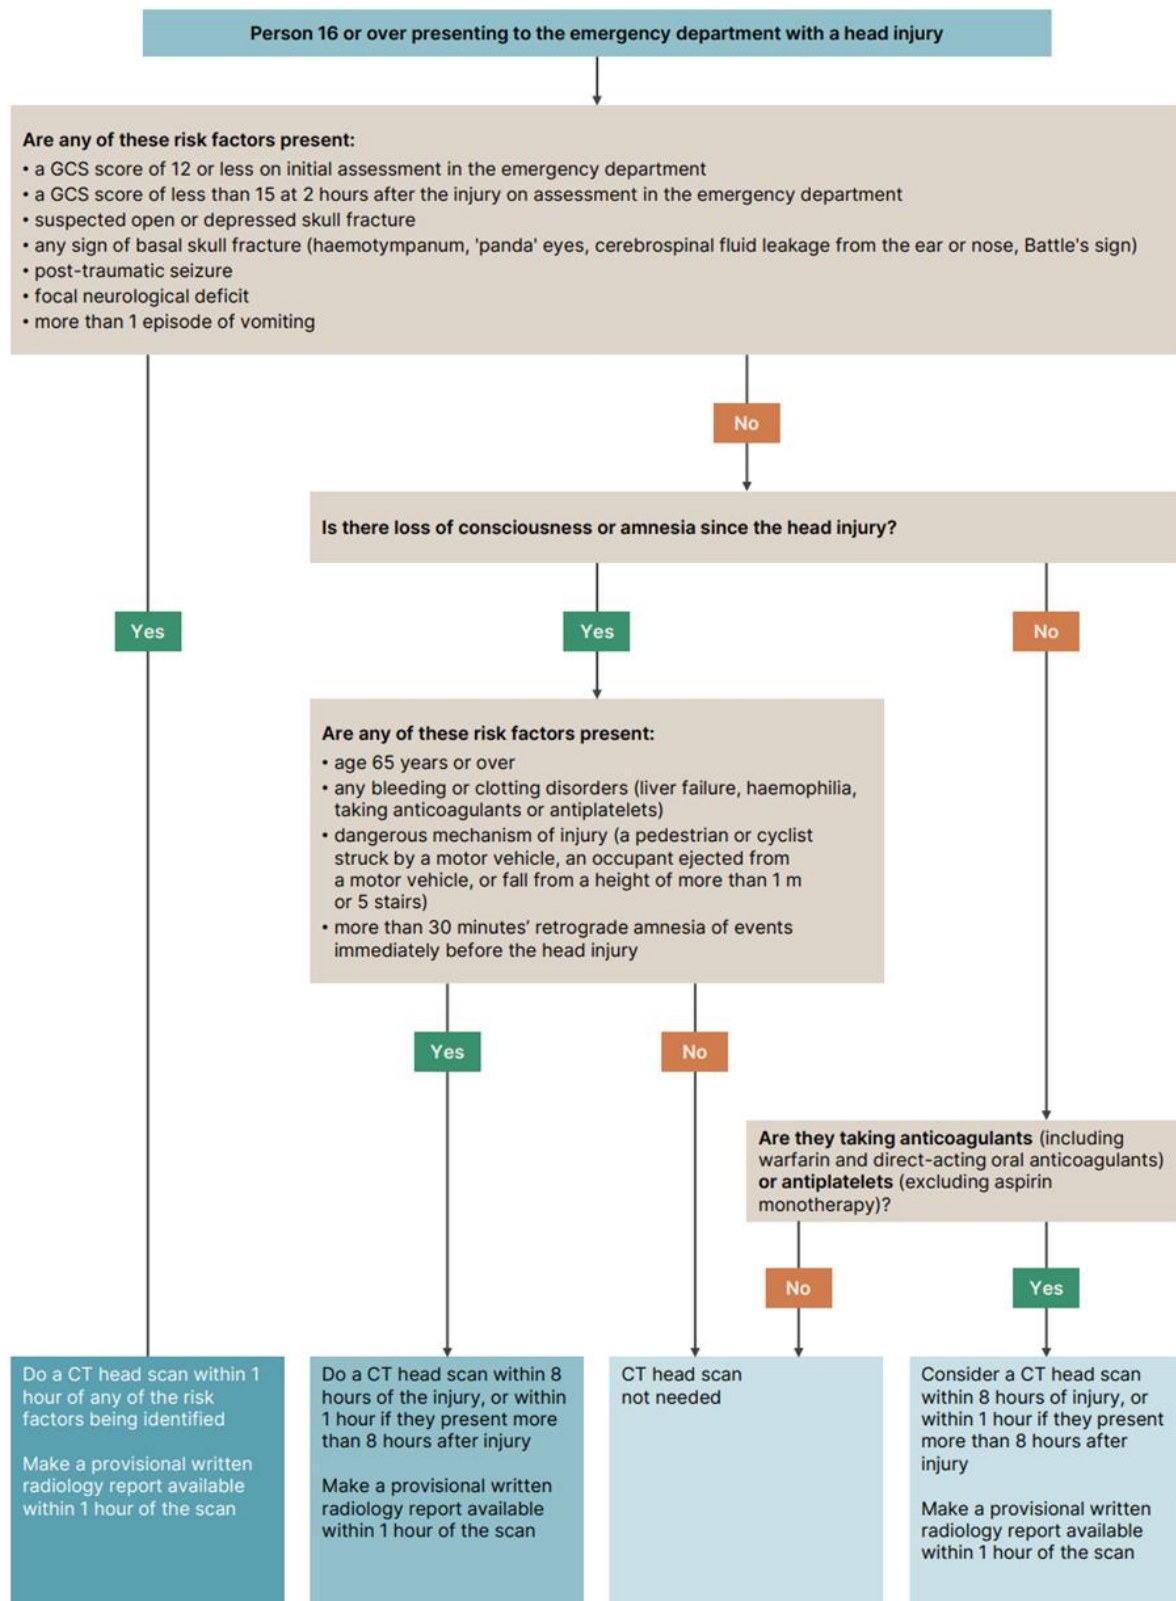 Person 16 or over presenting to the emergency department with a head injury
Are any of these risk factors present:
• a GCS score of 12 or less on initial assessment in the emergency department
• a GCS score of less than 15 at 2 hours after the injury on assessment in the emergency department
• suspected open or depressed skull fracture
• any sign of basal skull fracture (haemotympanum, 'panda' eyes, cerebrospinal fluid leakage from the ear or nose, Battle's sign)
• post-traumatic seizure
• focal neurological deficit
• more than 1 episode of vomiting
No
Is there loss of consciousness or amnesia since the head injury?
Yes
Yes
No
Are any of these risk factors present:
• age 65 years or over
• any bleeding or clotting disorders (liver failure, haemophilia,
taking anticoagulants or antiplatelets)
• dangerous mechanism of injury (a pedestrian or cyclist
struck by a motor vehicle, an occupant ejected from
a motor vehicle, or fall from a height of more than 1 m
or 5 stairs)
• more than 30 minutes’ retrograde amnesia of events
immediately before the head injury
Yes
No
Are they taking anticoagulants (including
warfarin and direct-acting oral anticoagulants)
or antiplatelets (excluding aspirin
monotherapy)?
No
Yes
Do a CT head scan within 1
hour of any of the risk
factors being identified
Make a provisional written
radiology report available
within 1 hour of the scan
Do a CT head scan within 8
hours of the injury, or within
1 hour if they present more
than 8 hours after injury
Make a provisional written
radiology report available
within 1 hour of the scan
CT head scan
not needed
Consider a CT head scan
within 8 hours of injury, or
within 1 hour if they present
more than 8 hours after
injury
Make a provisional written
radiology report available
within 1 hour of the scan